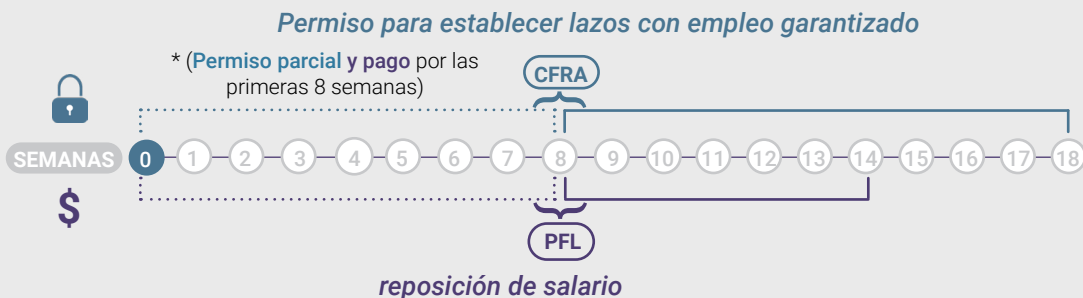 Permiso para establecer lazos con empleo garantizado
* (Permiso parcial y pago por las
primeras 8 semanas)
CFRA
SEMANAS 0 1 2 3 4 5 6 7 8 9 10 11 12 13 14 15 16 17 18
$
PFL
reposición de salario